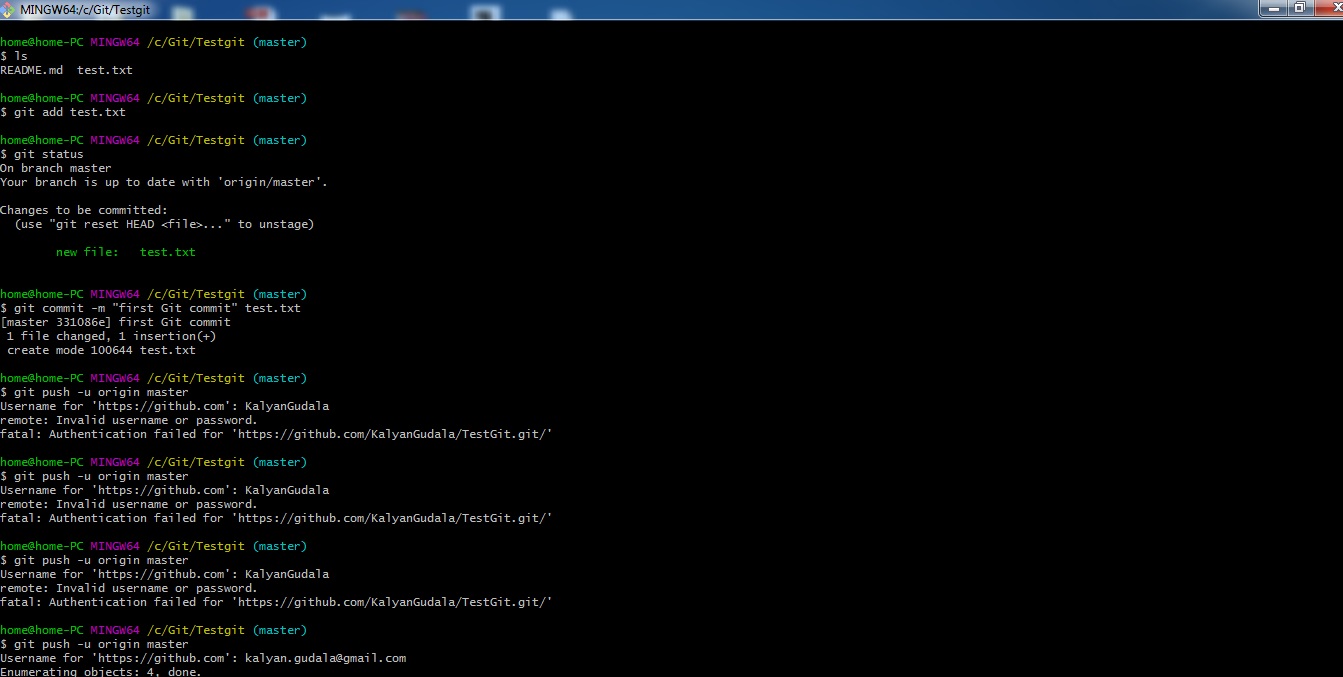 MINGW64:/c/Git/Testgit
home@home-PC MINGW64 /c/Git/Testgit (master)
$ ls
README.md  test.txt
home@home-PC MINGW64 /c/Git/Testgit (master)
$ git add test.txt
home@home-PC MINGW64 /c/Git/Testgit (master)
$ git status
On branch master
Your branch is up to date with 'origin/master'.
Changes to be committed:
  (use "git reset HEAD <file>..." to unstage)
        new file:   test.txt
home@home-PC MINGW64 /c/Git/Testgit (master)
$ git commit -m "first Git commit" test.txt
[master 331086e] first Git commit
 1 file changed, 1 insertion(+)
 create mode 100644 test.txt
home@home-PC MINGW64 /c/Git/Testgit (master)
$ git push -u origin master
Username for 'https://github.com': KalyanGudala
remote: Invalid username or password.
fatal: Authentication failed for 'https://github.com/KalyanGudala/TestGit.git/'
home@home-PC MINGW64 /c/Git/Testgit (master)
$ git push -u origin master
Username for 'https://github.com': KalyanGudala
remote: Invalid username or password.
fatal: Authentication failed for 'https://github.com/KalyanGudala/TestGit.git/'
home@home-PC MINGW64 /c/Git/Testgit (master)
$ git push -u origin master
Username for 'https://github.com': KalyanGudala
remote: Invalid username or password.
fatal: Authentication failed for 'https://github.com/KalyanGudala/TestGit.git/'
home@home-PC MINGW64 /c/Git/Testgit (master)
$ git push -u origin master
Username for 'https://github.com': kalyan.gudala@gmail.com
Enumerating objects: 4, done.